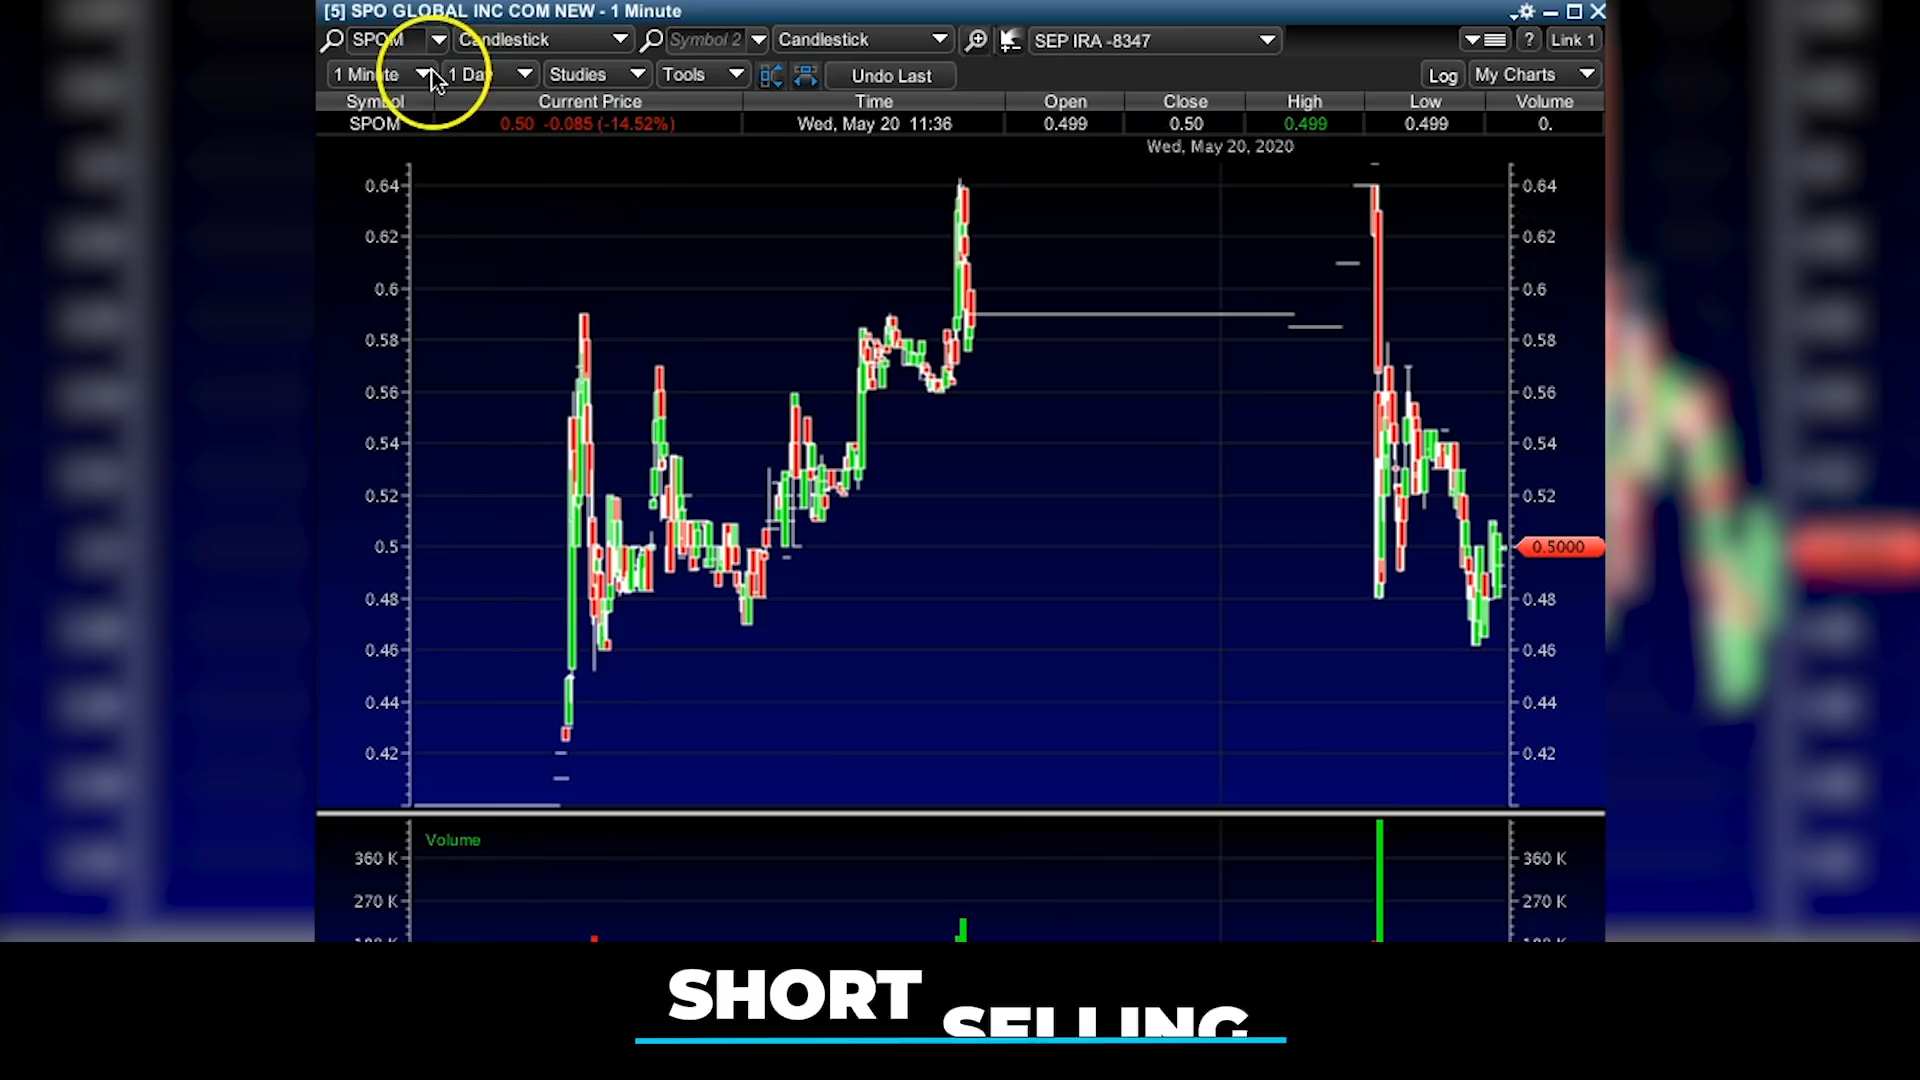 [5] SPO GLOBAL INC COM NEW - 1 Minute
SPOM Candlestick Symbol 2 Candlestick SEP IRA -8347 ? Link 1
1 Minute 1 Day Studies Tools Undo Last Log My Charts
Symbol Current Price Time Open Close High Low Volume
SPOM 0.50 -0.085 (-14.52%) Wed, May 20 11:36 0.499 0.50 0.499 0.499 0.
Wed, May 20, 2020
0.64 0.64
0.62 0.62
0.6 0.6
0.58 0.58
0.56 0.56
0.54 0.54
0.52 0.52
0.5 0.5000
0.48 0.48
0.46 0.46
0.44 0.44
0.42 0.42
Volume
360 K 360 K
270 K 270 K
SHORT SELLING